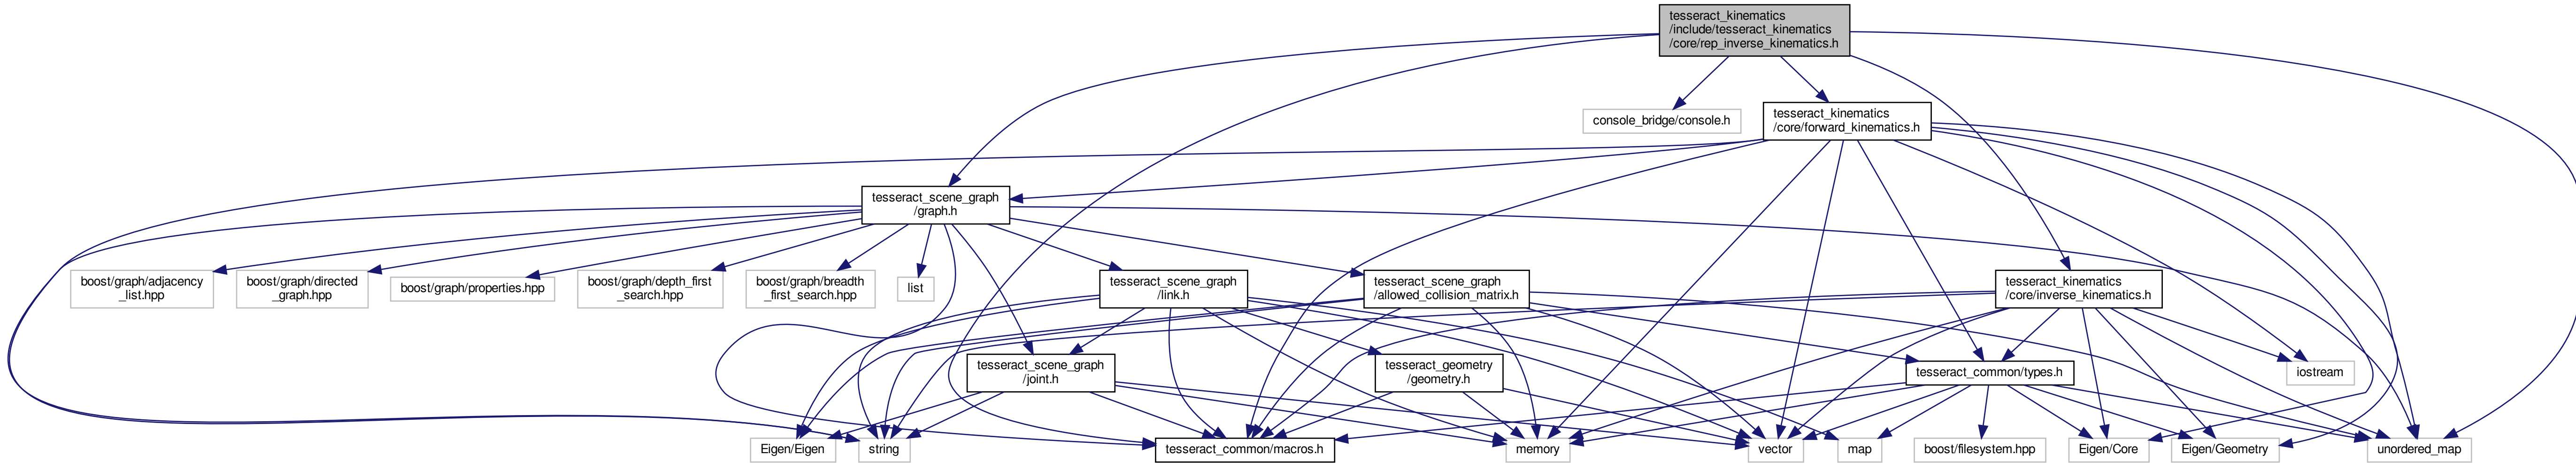 tesseract_kinematics
/include/tesseract_kinematics
/core/rep_inverse_kinematics.h
console_bridge/console.h
tesseract_kinematics
/core/forward_kinematics.h
tesseract_scene_graph
/graph.h
boost/graph/adjacency
_list.hpp
boost/graph/directed
_graph.hpp
boost/graph/properties.hpp
boost/graph/depth_first
_search.hpp
boost/graph/breadth
_first_search.hpp
list
tesseract_scene_graph
/link.h
tesseract_scene_graph
/allowed_collision_matrix.h
tesseract_kinematics
/core/inverse_kinematics.h
tesseract_scene_graph
/joint.h
tesseract_geometry
/geometry.h
tesseract_common/types.h
iostream
Eigen/Eigen
string
tesseract_common/macros.h
memory
vector
map
boost/filesystem.hpp
Eigen/Core
Eigen/Geometry
unordered_map